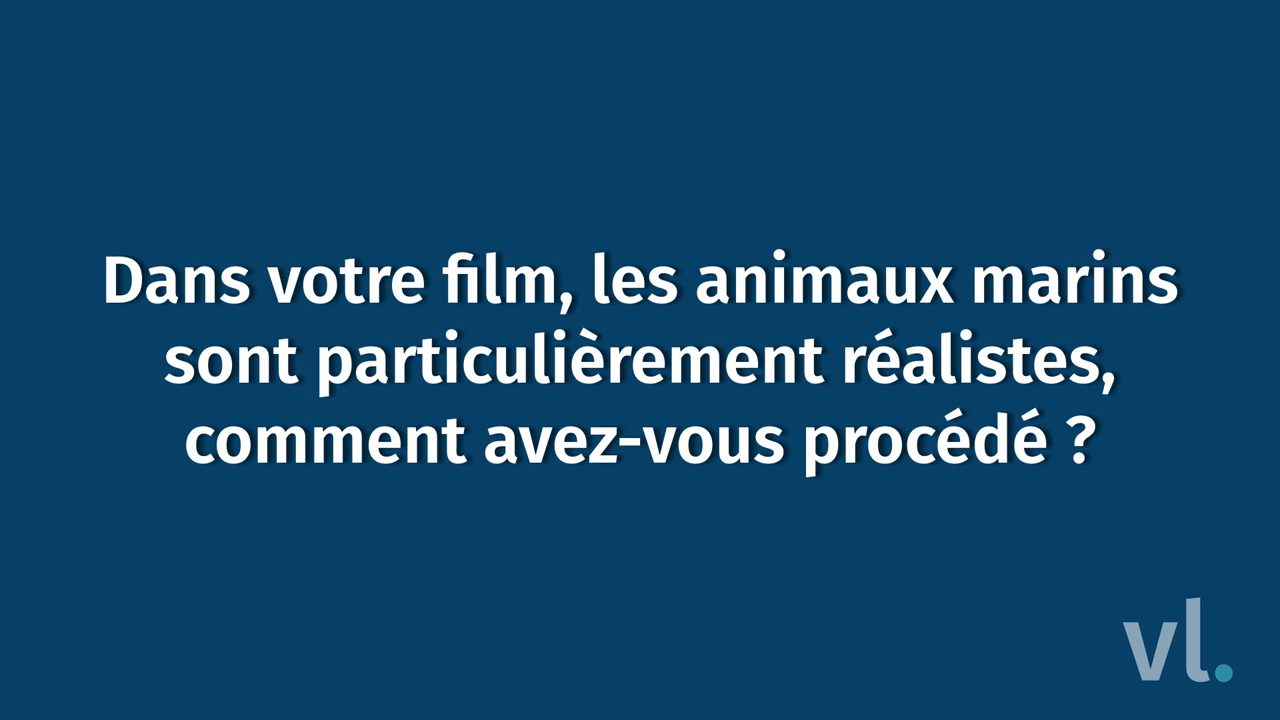 Dans votre film, les animaux marins
sont particulièrement réalistes,
comment avez-vous procédé ?
vl.